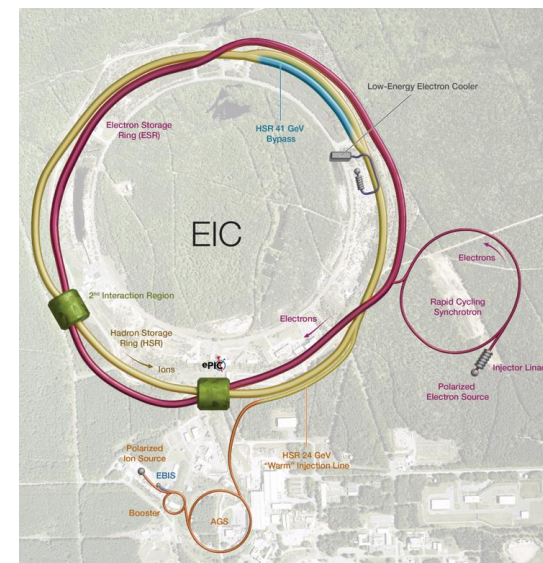 Low-Energy Electron Cooler
Electron Storage
Ring (ESR)
HSR 41 GeV
Bypass
EIC
Electrons
Rapid Cycling
Synchrotron
2nd Interaction Region
Electrons
Hadron Storage
Ring (HSR)
Ions
ePIC
Injector Linac
Polarized
Electron Source
Polarized
Ion Source
EBIS
HSR 24 GeV
"Warm" Injection Line
Booster
AGS